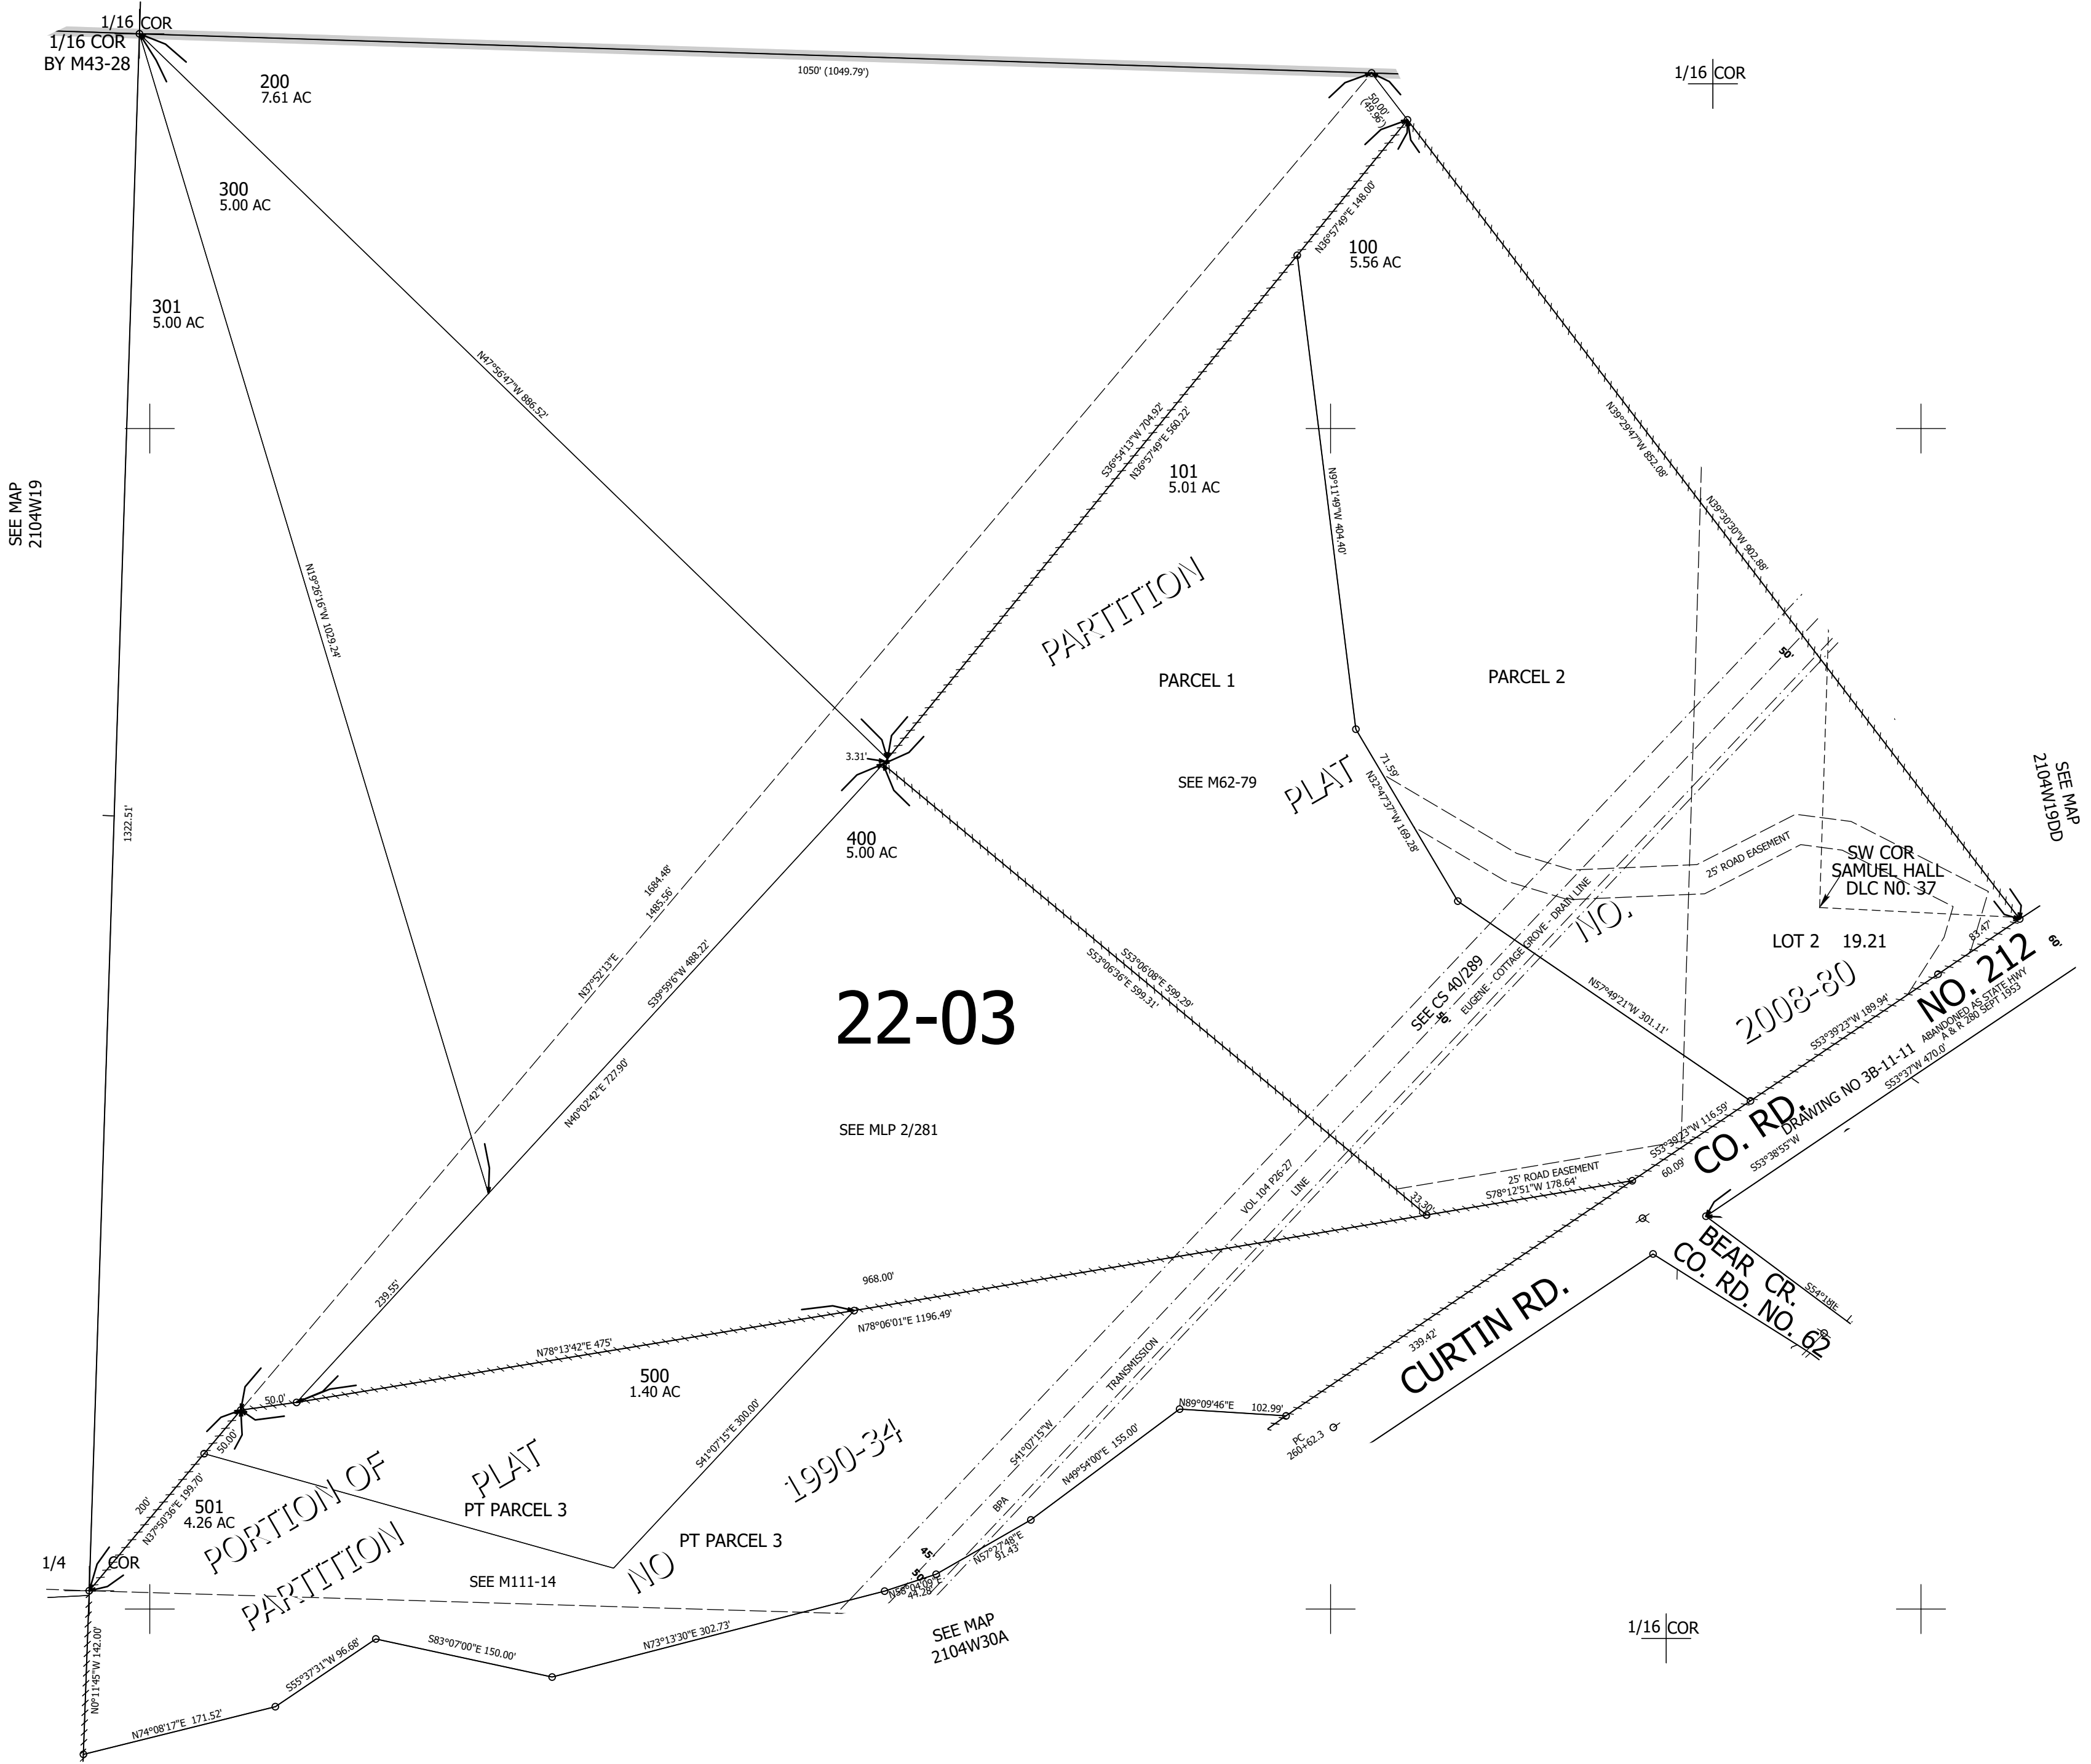 1/16 COR
1/16 COR
BY M43-28
200
7.61 AC
1050' (1049.79')
1/16 COR
50.00'
(49.96')
300
5.00 AC
N36°57'49"E 148.00'
100
5.56 AC
301
5.00 AC
N47°56'47"W 886.52'
S36°54'13"W 704.92'
N36°57'49"E 560.22'
N39°29'47"W 852.08'
N39°30'30"W 902.88'
101
5.01 AC
N9°11'49"W 404.40'
SEE MAP
2104W19
N19°26'16"W 1029.24'
PARTITION
PARCEL 1
PARCEL 2
50'
3.31'
SEE M62-79
PLAT
71.59'
N32°47'37"W 169.28'
SEE MAP
2104W19DD
1322.51'
400
5.00 AC
25' ROAD EASEMENT
SW COR
SAMUEL HALL
DLC NO. 37
1684.48'
1485.56'
N37°52'13"E
S39°59'6"W 488.22'
S53°06'08"E 599.29'
S53°06'36"E 599.31'
SEE CS 40/289
50'
EUGENE - COTTAGE GROVE - DRAIN LINE
NO.
LOT 2 19.21
83.47'
60'
22-03
N57°49'21"W 301.11'
2008-80
S53°39'23"W 189.94'
NO. 212
ABANDONED AS STATE HWY
A & R 280 SEPT 1953
N40°02'42"E 727.90'
SEE MLP 2/281
DRAWING NO 3B-11-11
S53°37'W 470.0'
S53°39'23"W 116.59'
CO. RD.
60.09'
S53°38'55"W
VOL 104 P26-27
LINE
25' ROAD EASEMENT
S78°12'51"W 178.64'
33.30'
239.55'
968.00'
N78°06'01"E 1196.49'
N78°13'42"E 475'
BEAR CR.
CO. RD. NO. 62
S54°18'E
CURTIN RD.
339.42'
TRANSMISSION
500
1.40 AC
50.0'
50.00'
S41°07'15"E 300.00'
N89°09'46"E 102.99'
PC
260+62.3
S41°07'15"W
N49°54'00"E 155.00'
1990-34
PLAT
PORTION OF
PT PARCEL 3
200'
N37°50'36"E 199.70'
501
4.26 AC
BPA
PARTITION
PT PARCEL 3
1/4 COR
NO
SEE M111-14
45'
N57°27'48"E
91.43'
44.28'
SEE MAP
2104W30A
1/16 COR
N0°11'45"W 142.00'
S55°37'31"W 96.68'
S83°07'00"E 150.00'
N73°13'30"E 302.73'
N74°08'17"E 171.52'